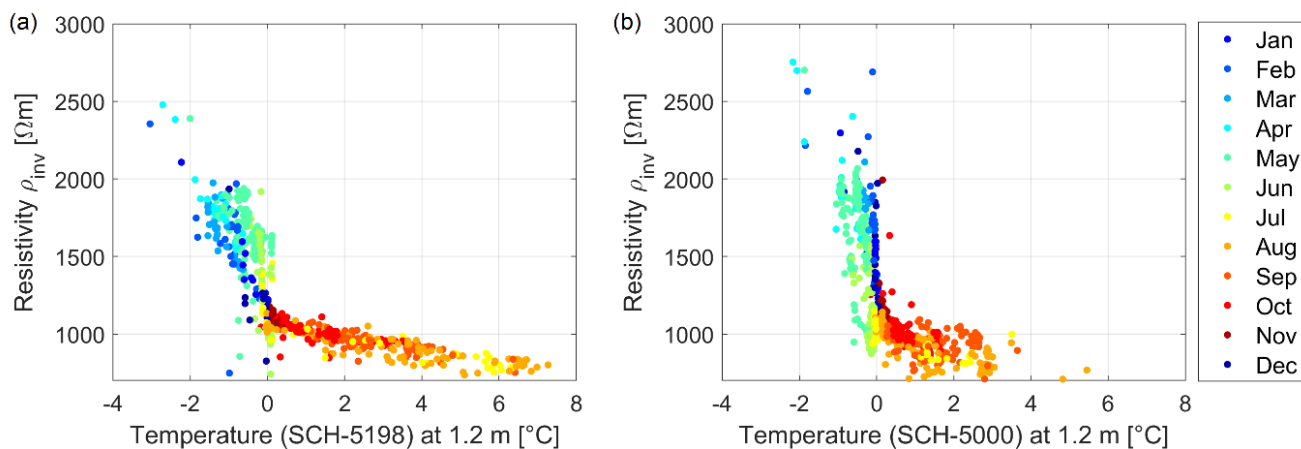 (a)
3000
2500
2000
1500
1000
Resistivity ρinv [Ωm]
-4 -2 0 2 4 6 8
Temperature (SCH-5198) at 1.2 m [°C]
(b)
3000
2500
2000
1500
1000
Resistivity ρinv [Ωm]
-4 -2 0 2 4 6 8
Temperature (SCH-5000) at 1.2 m [°C]
Jan
Feb
Mar
Apr
May
Jun
Jul
Aug
Sep
Oct
Nov
Dec